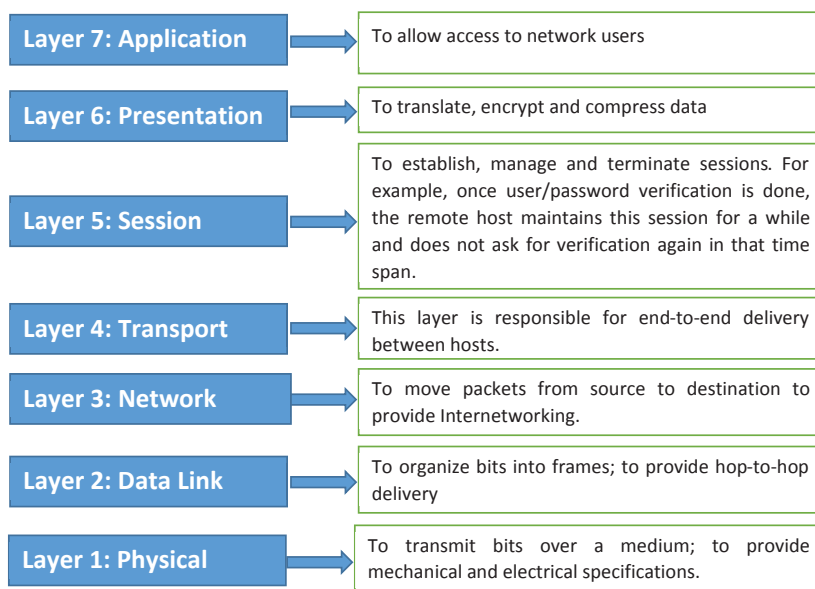 Layer 7: Application
To allow access to network users
Layer 6: Presentation
To translate, encrypt and compress data
Layer 5: Session
To establish, manage and terminate sessions. For
example, once user/password verification is done,
the remote host maintains this session for a while
and does not ask for verification again in that time
span.
Layer 4: Transport
This layer is responsible for end-to-end delivery
between hosts.
Layer 3: Network
To move packets from source to destination to
provide Internetworking.
Layer 2: Data Link
To organize bits into frames; to provide hop-to-hop
delivery
Layer 1: Physical
To transmit bits over a medium; to provide
mechanical and electrical specifications.